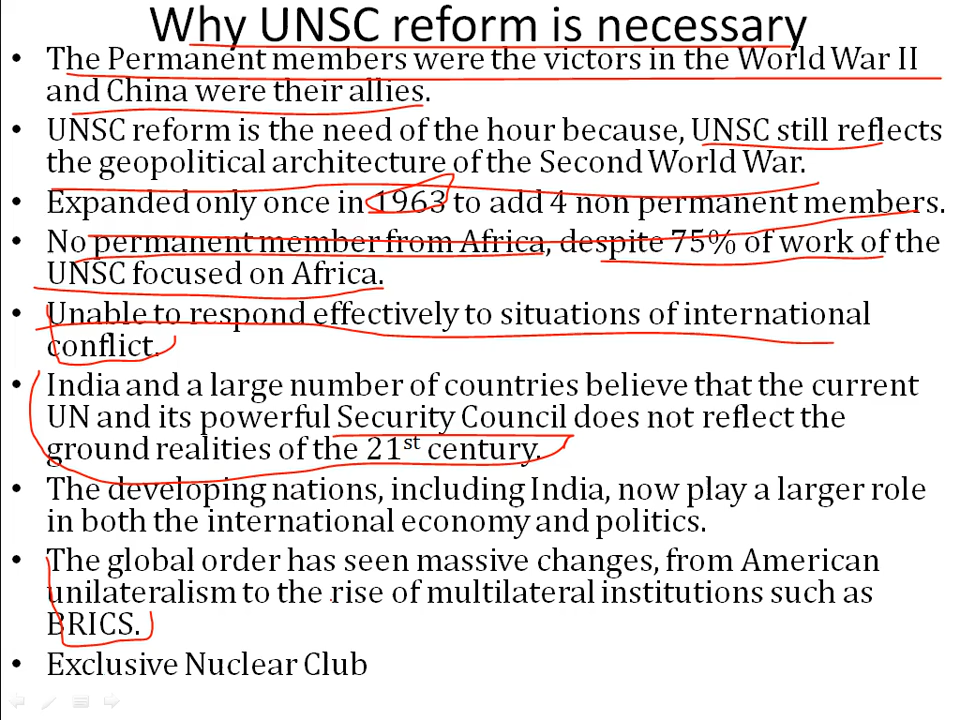 Why UNSC reform is necessary
• The Permanent members were the victors in the World War II
and China were their allies.
• UNSC reform is the need of the hour because, UNSC still reflects
the geopolitical architecture of the Second World War.
• Expanded only once in 1963 to add 4 non permanent members.
• No permanent member from Africa, despite 75% of work of the
UNSC focused on Africa.
• Unable to respond effectively to situations of international
conflict.
• India and a large number of countries believe that the current
UN and its powerful Security Council does not reflect the
ground realities of the 21st century.
• The developing nations, including India, now play a larger role
in both the international economy and politics.
• The global order has seen massive changes, from American
unilateralism to the rise of multilateral institutions such as
BRICS.
• Exclusive Nuclear Club